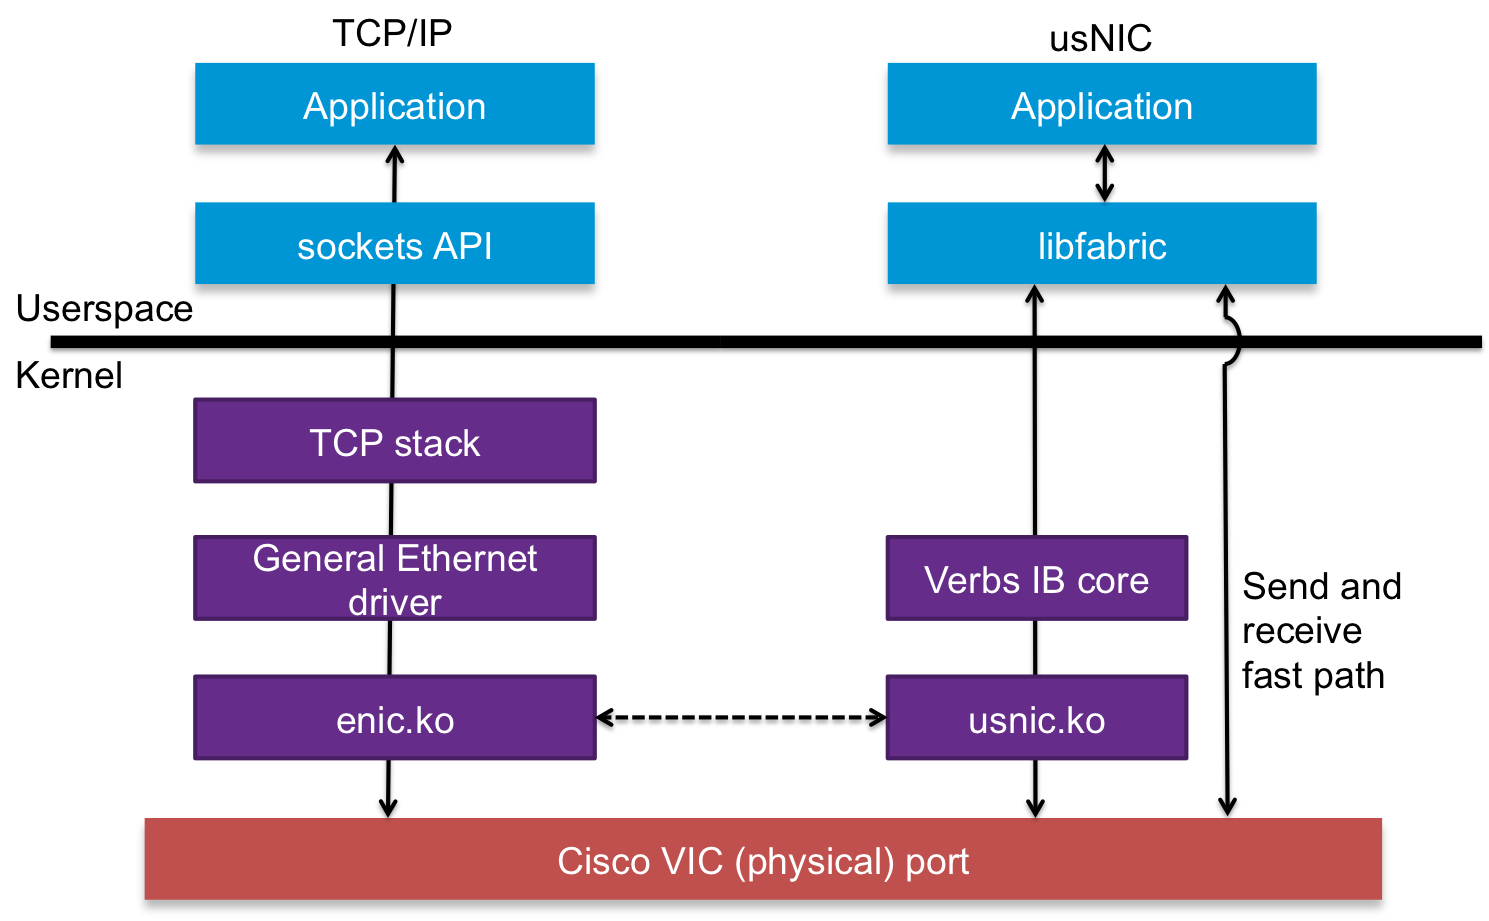 TCP/IP
usNIC
Application
Application
sockets API
libfabric
Userspace
Kernel
TCP stack
General Ethernet
driver
Verbs IB core
Send and
receive
fast path
enic.ko
usnic.ko
Cisco VIC (physical) port